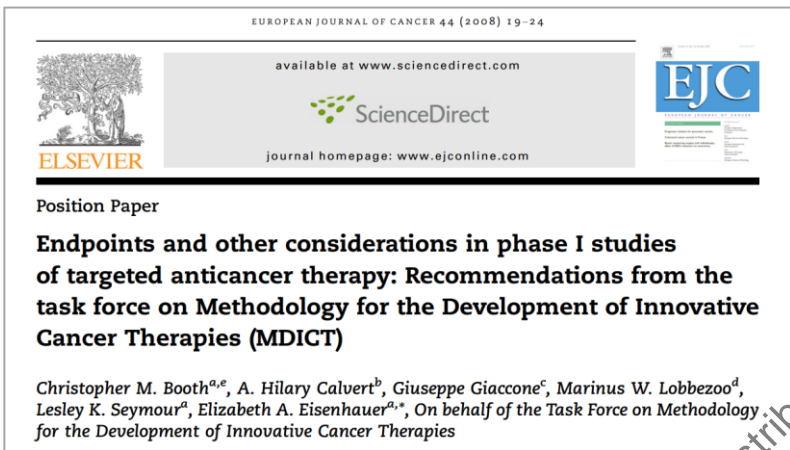 EUROPEAN JOURNAL OF CANCER 44 (2008) 19–24
available at www.sciencedirect.com
ScienceDirect
journal homepage: www.ejconline.com
ELSEVIER
EJC
EUROPEAN JOURNAL OF CANCER
Position Paper
Endpoints and other considerations in phase I studies
of targeted anticancer therapy: Recommendations from the
task force on Methodology for the Development of Innovative
Cancer Therapies (MDICT)
Christopher M. Booth^a,e, A. Hilary Calvert^b, Giuseppe Giaccone^c, Marinus W. Lobbezoo^d,
Lesley K. Seymour^a, Elizabeth A. Eisenhauer^a,*, On behalf of the Task Force on Methodology
for the Development of Innovative Cancer Therapies